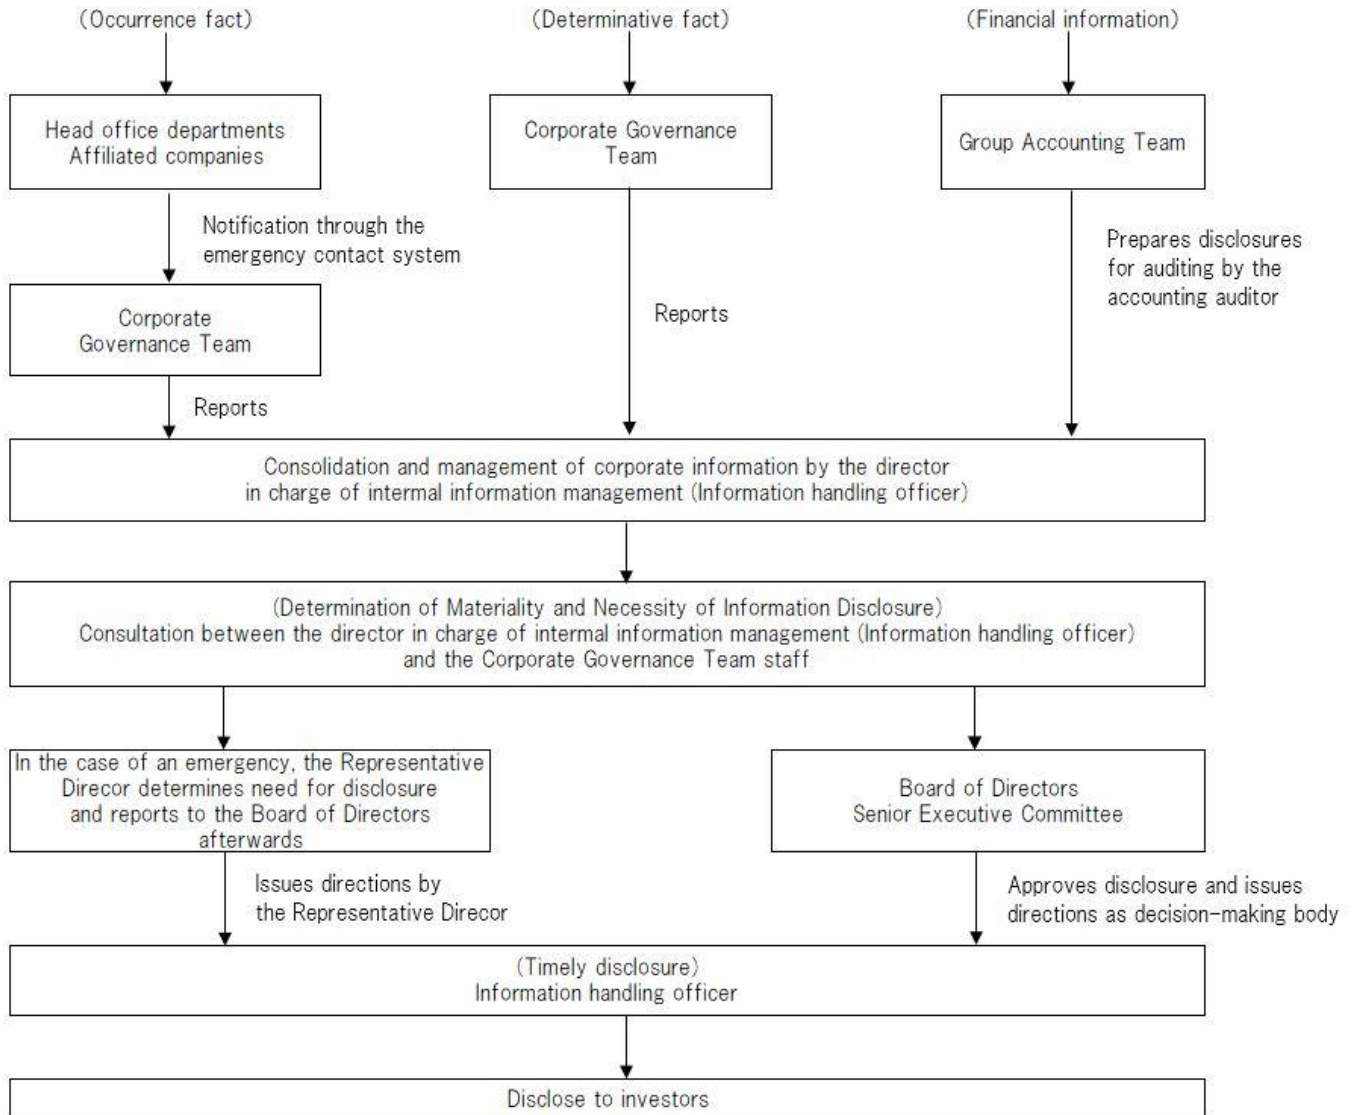 (Occurrence fact)
(Determinative fact)
(Financial information)
Head office departments
Affiliated companies
Corporate Governance
Team
Group Accounting Team
Notification through the
emergency contact system
Prepares disclosures
for auditing by the
accounting auditor
Corporate
Governance Team
Reports
Reports
Consolidation and management of corporate information by the director
in charge of internal information management (Information handling officer)
(Determination of Materiality and Necessity of Information Disclosure)
Consultation between the director in charge of internal information management (Information handling officer)
and the Corporate Governance Team staff
In the case of an emergency, the Representative
Direcor determines need for disclosure
and reports to the Board of Directors
afterwards
Board of Directors
Senior Executive Committee
Issues directions by
the Representative Direcor
Approves disclosure and issues
directions as decision-making body
(Timely disclosure)
Information handling officer
Disclose to investors